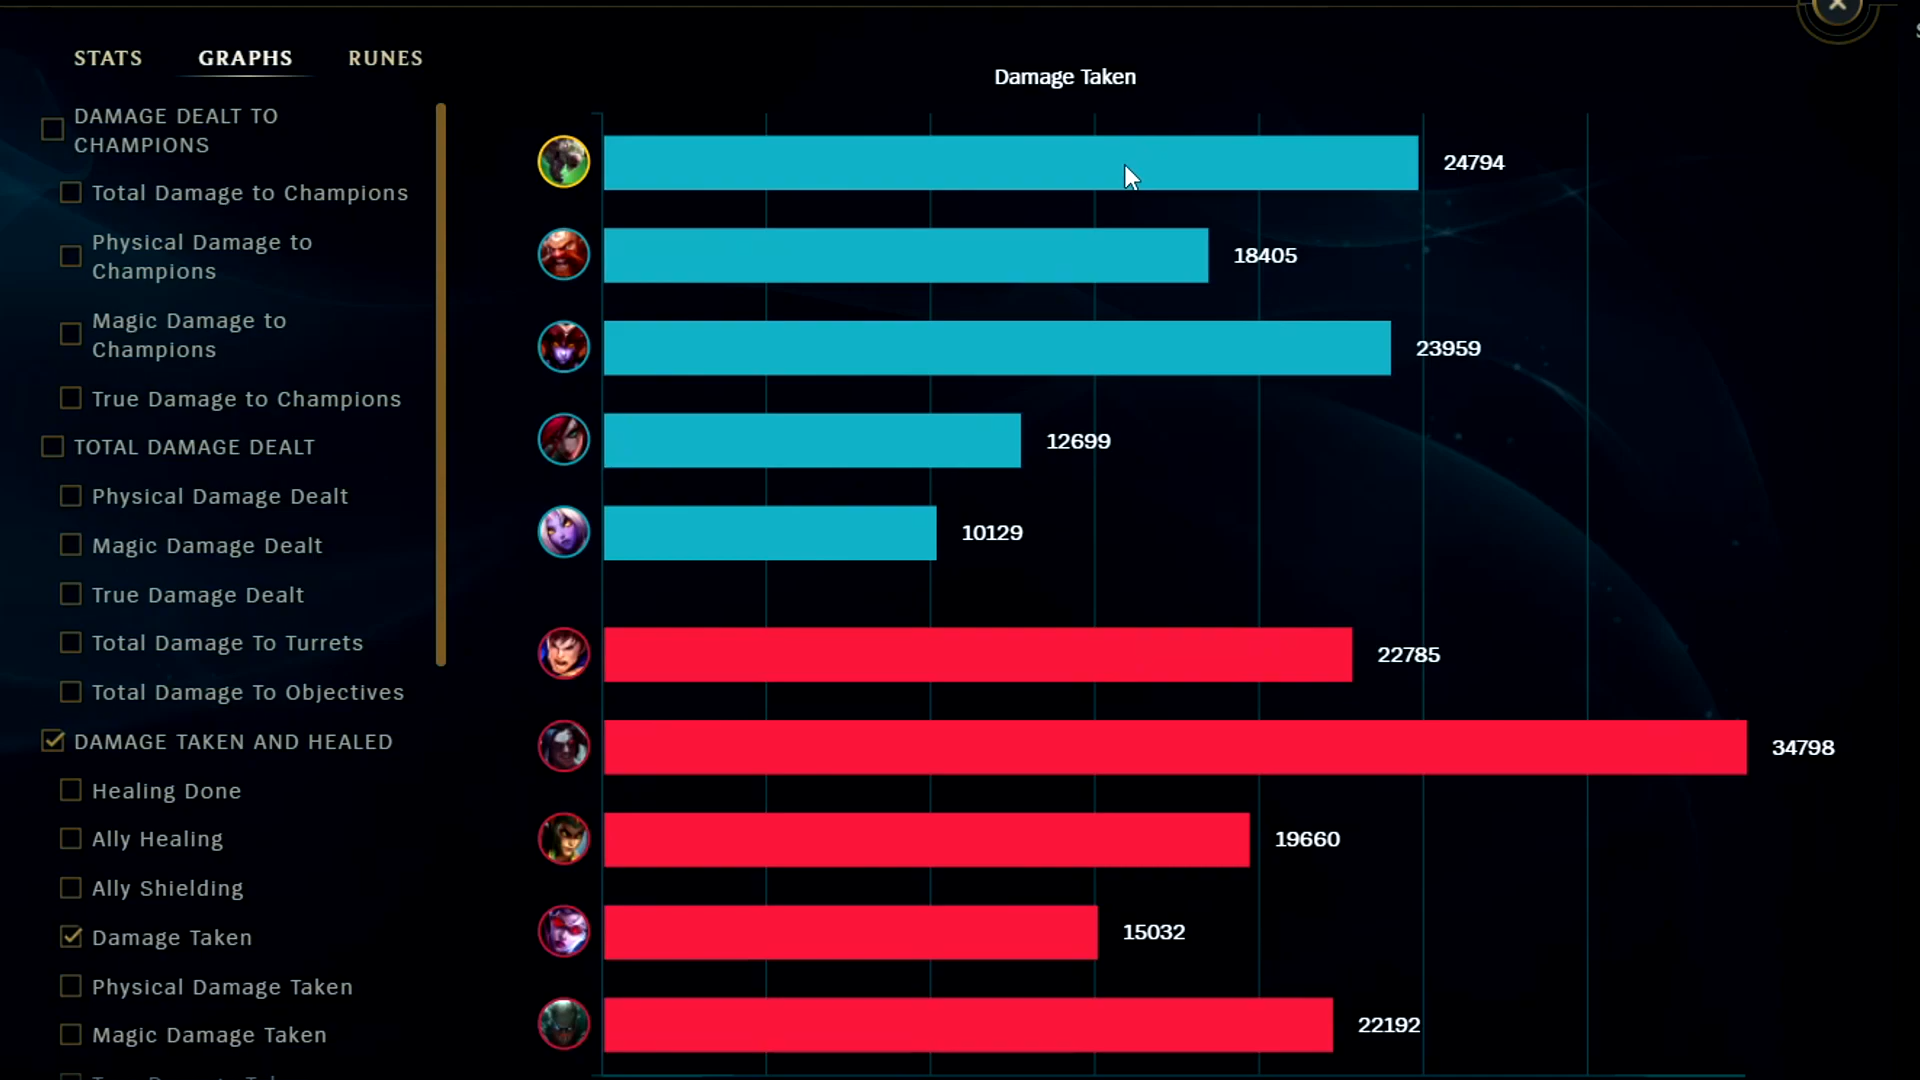 STATS
GRAPHS
RUNES
DAMAGE DEALT TO
CHAMPIONS
Total Damage to Champions
Physical Damage to
Champions
Magic Damage to
Champions
True Damage to Champions
TOTAL DAMAGE DEALT
Physical Damage Dealt
Magic Damage Dealt
True Damage Dealt
Total Damage To Turrets
Total Damage To Objectives
DAMAGE TAKEN AND HEALED
Healing Done
Ally Healing
Ally Shielding
Damage Taken
Physical Damage Taken
Magic Damage Taken
Damage Taken
24794
18405
23959
12699
10129
22785
34798
19660
15032
22192